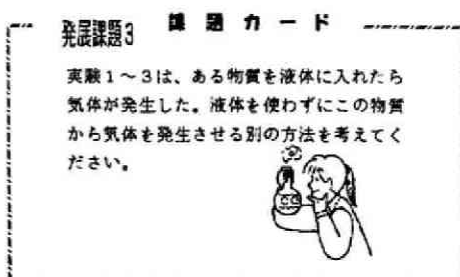 課題カード
発展課題3
実験1~3は、ある物質を液体に入れたら
気体が発生した。液体を使わずにこの物質
から気体を発生させる別の方法を考えてく
ださい。